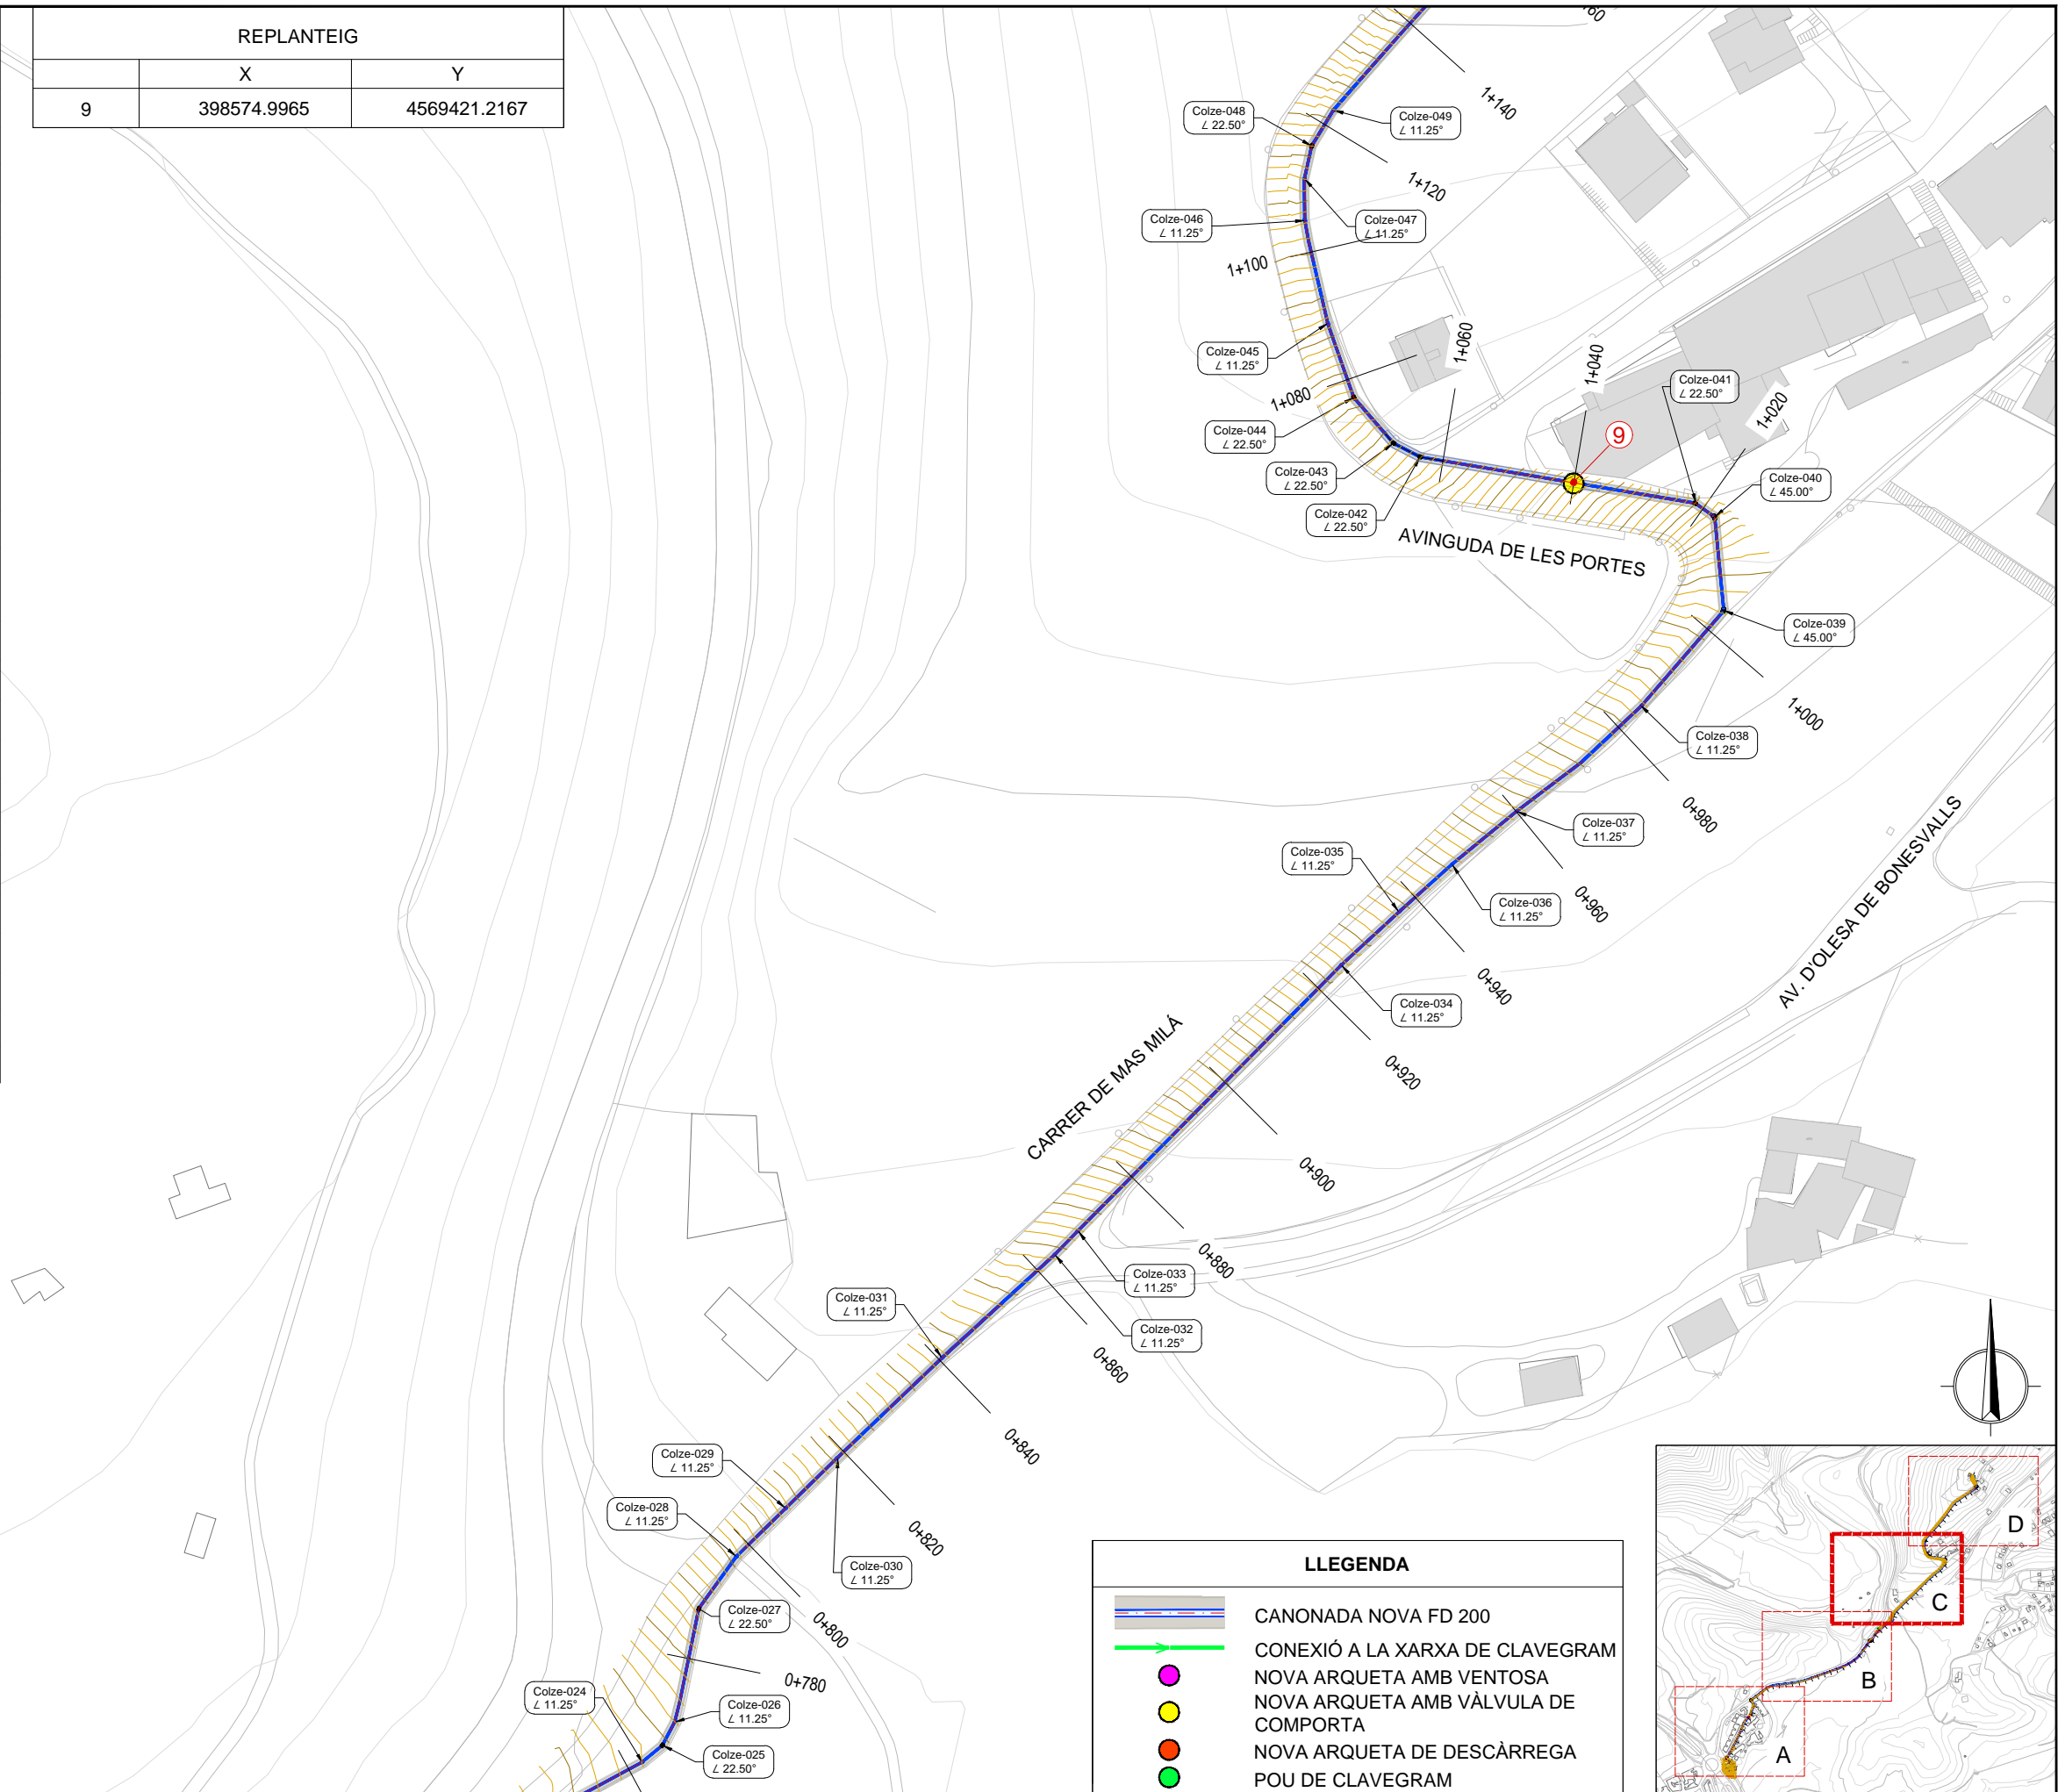 REPLANTEIG
X Y
9 398574.9965 4569421.2167
1+140
Colze-048
∠ 22.50°
Colze-049
∠ 11.25°
1+120
Colze-046
∠ 11.25°
Colze-047
∠ 11.25°
1+100
Colze-045
∠ 11.25°
1+060
1+040
1+080
Colze-041
∠ 22.50°
1+020
Colze-044
∠ 22.50°
9
Colze-043
∠ 22.50°
Colze-040
∠ 45.00°
Colze-042
∠ 22.50°
AVINGUDA DE LES PORTES
Colze-039
∠ 45.00°
1+000
Colze-038
∠ 11.25°
0+980
Colze-037
∠ 11.25°
Colze-035
∠ 11.25°
0+960
Colze-036
∠ 11.25°
AV. D'OLESA DE BONESVALLS
0+940
Colze-034
∠ 11.25°
0+920
CARRER DE MAS MILÁ
0+900
0+880
Colze-033
∠ 11.25°
Colze-031
∠ 11.25°
Colze-032
∠ 11.25°
0+860
0+840
Colze-029
∠ 11.25°
Colze-028
∠ 11.25°
0+820
Colze-030
∠ 11.25°
Colze-027
∠ 22.50°
0+800
0+780
Colze-024
∠ 11.25°
Colze-026
∠ 11.25°
Colze-025
∠ 22.50°
LLEGENDA
CANONADA NOVA FD 200
CONEXIÓ A LA XARXA DE CLAVEGRAM
NOVA ARQUETA AMB VENTOSA
NOVA ARQUETA AMB VÀLVULA DE
COMPORTA
NOVA ARQUETA DE DESCÀRREGA
POU DE CLAVEGRAM
D
C
B
A